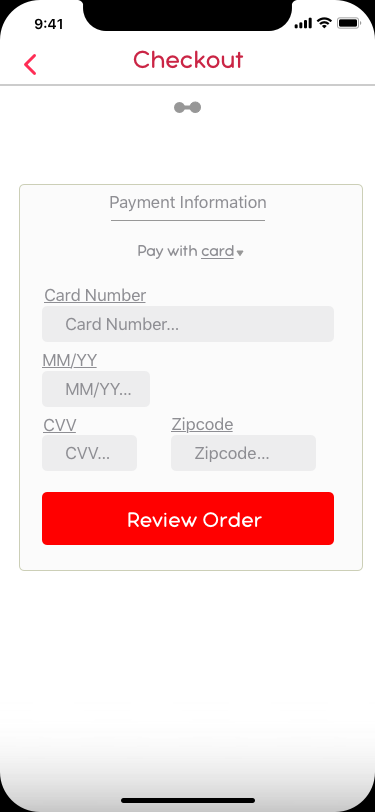 9:41
Checkout
Payment Information
Pay with card
Card Number
Card Number...
MM/YY
MM/YY...
CVV Zipcode
CVV... Zipcode...
Review Order